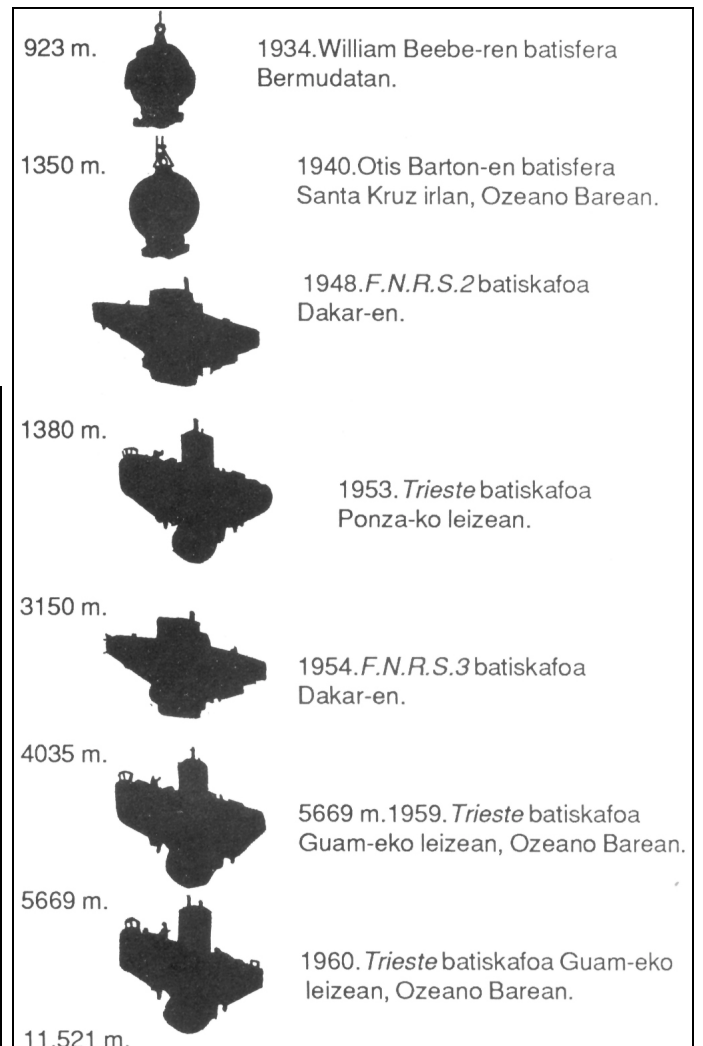 923 m.
1934.William Beebe-ren batisfera
Bermudatan.
1350 m.
1940.Otis Barton-en batisfera
Santa Kruz irlan, Ozeano Barean.
1948.F.N.R.S.2 batiskafoa
Dakar-en.
1380 m.
1953.Trieste batiskafoa
Ponza-ko leizean.
3150 m.
1954.F.N.R.S.3 batiskafoa
Dakar-en.
4035 m.
5669 m.1959.Trieste batiskafoa
Guam-eko leizean, Ozeano Barean.
5669 m.
1960.Trieste batiskafoa Guam-eko
leizean, Ozeano Barean.
11.521 m.